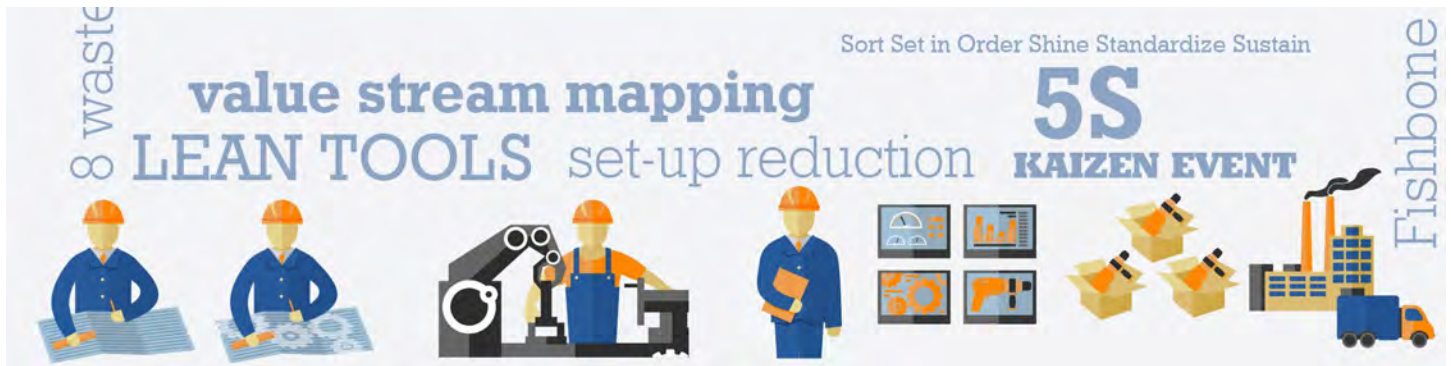 8 waste
Sort Set in Order Shine Standardize Sustain
value stream mapping
5S
LEAN TOOLS
set-up reduction
KAIZEN EVENT
Fishbone